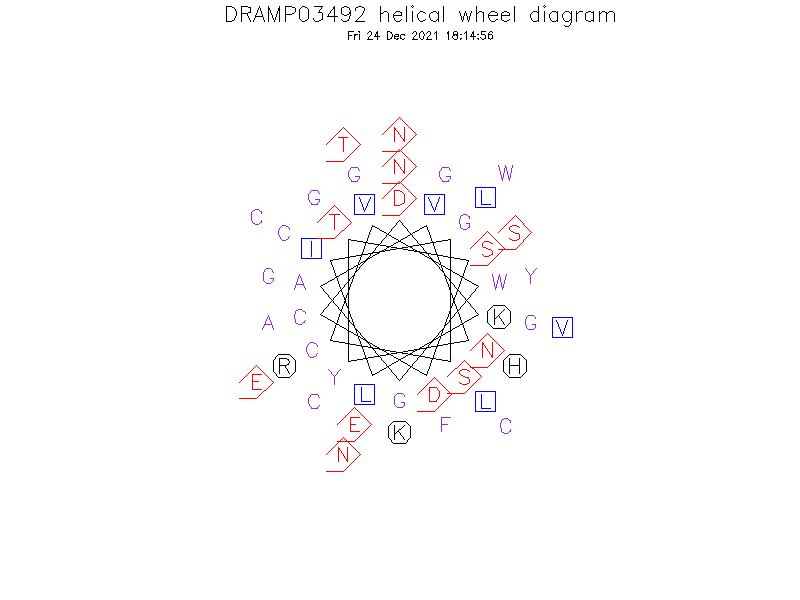 DRAMP03492 helical wheel diagram
Fri 24 Dec 2021 18:14:56
T N
N
G G W
V D V L
G T G
C C I S S
G A W Y
A C K G V
C N
E R S H
Y
C L G D L
E K F C
N